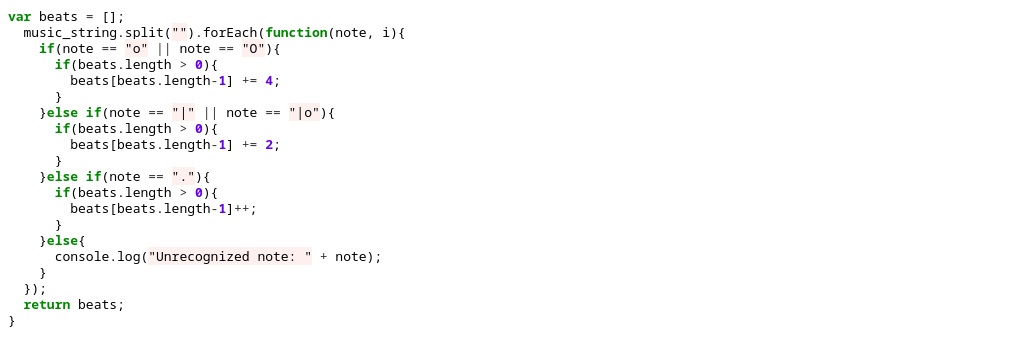 var beats = [];
  music_string.split("").forEach(function(note, i){
    if(note == "o" || note == "O"){
      if(beats.length > 0){
        beats[beats.length-1] += 4;
      }
    }else if(note == "|" || note == "|o"){
      if(beats.length > 0){
        beats[beats.length-1] += 2;
      }
    }else if(note == "."){
      if(beats.length > 0){
        beats[beats.length-1]++;
      }
    }else{
      console.log("Unrecognized note: " + note);
    }
  });
  return beats;
}